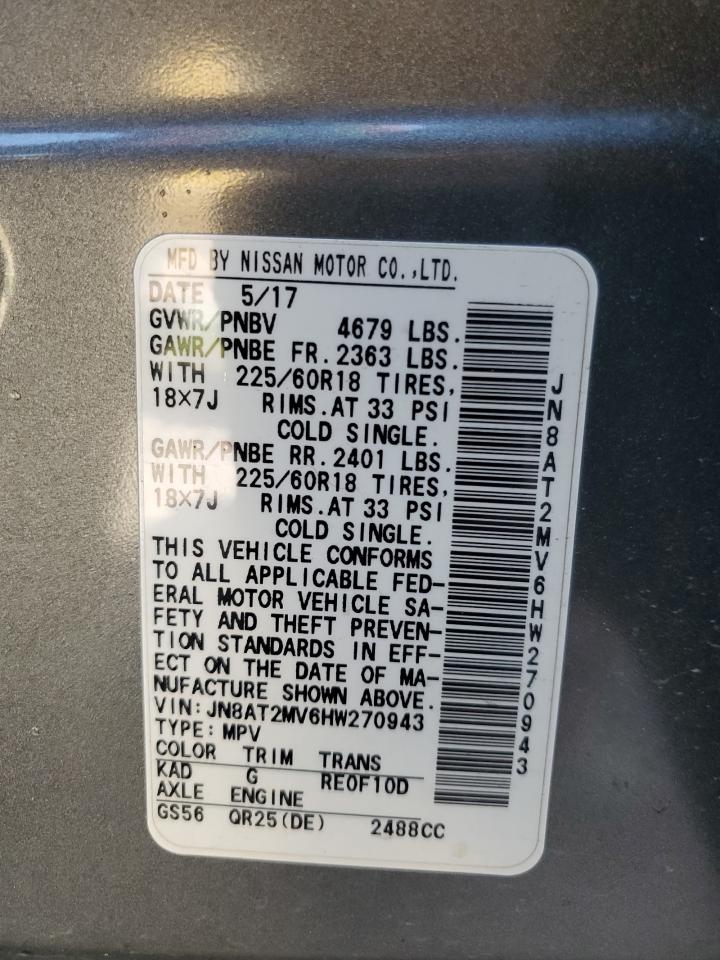 MFD BY NISSAN MOTOR CO.,LTD.
DATE 5/17
GVWR/PNBV 4679 LBS.
GAWR/PNBE FR. 2363 LBS.
WITH 225/60R18 TIRES,
18×7J RIMS. AT 33 PSI
COLD SINGLE.
GAWR/PNBE RR. 2401 LBS.
WITH 225/60R18 TIRES,
18×7J RIMS. AT 33 PSI
COLD SINGLE.
THIS VEHICLE CONFORMS
TO ALL APPLICABLE FED-
ERAL MOTOR VEHICLE SA-
FETY AND THEFT PREVEN-
TION STANDARDS IN EFF-
ECT ON THE DATE OF MA-
NUFACTURE SHOWN ABOVE.
VIN: JN8AT2MV6HW270943
TYPE: MPV
COLOR TRIM TRANS
KAD G RE0F10D
AXLE ENGINE
GS56 QR25(DE) 2488CC
JN8AT2MV6HW270943